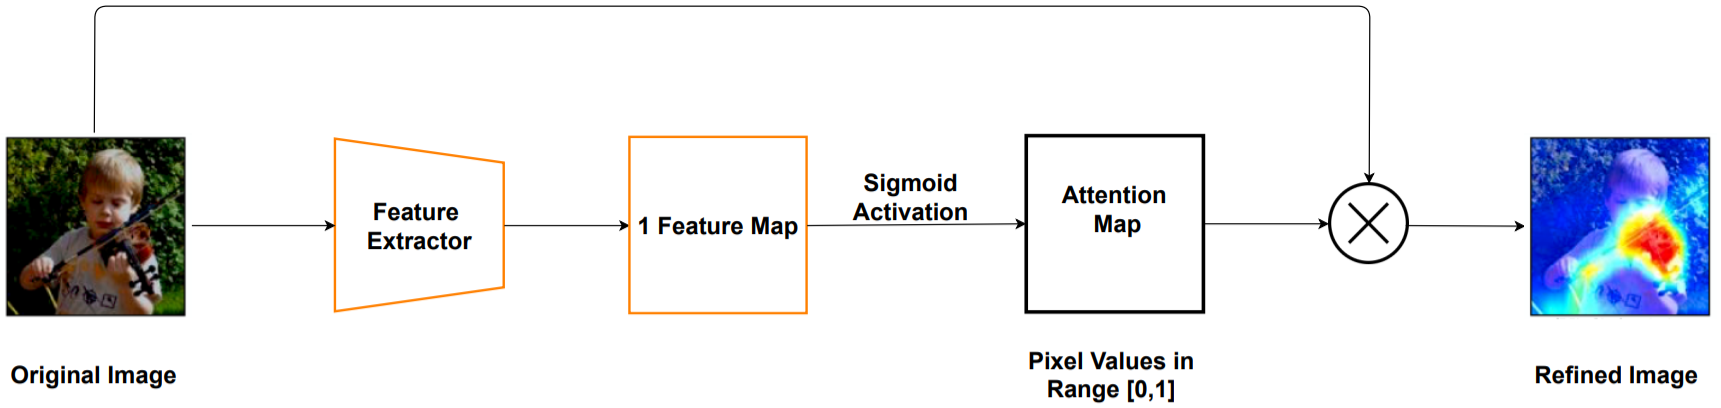 Original Image
Feature
Extractor
1 Feature Map
Sigmoid
Activation
Attention
Map
Pixel Values in
Range [0,1]
Refined Image